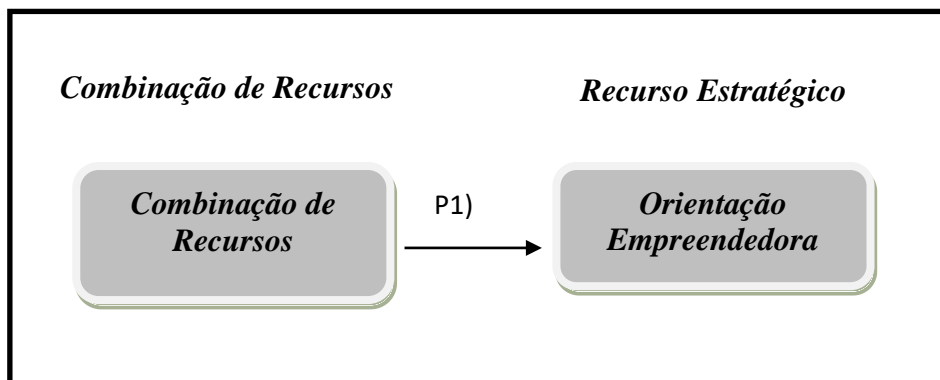 Combinação de Recursos
Recurso Estratégico
Combinação de
Recursos
P1)
Orientação
Empreendedora